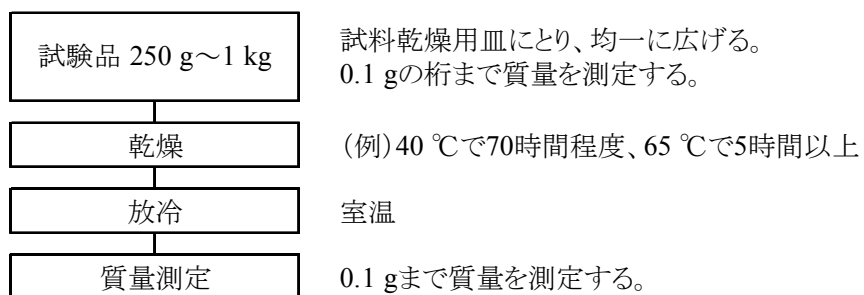 試験品 250 g～1 kg
試料乾燥用皿にとり、均一に広げる。
0.1 gの桁まで質量を測定する。
乾燥
(例)40 ℃で70時間程度、65 ℃で5時間以上
放冷
室温
質量測定
0.1 gまで質量を測定する。